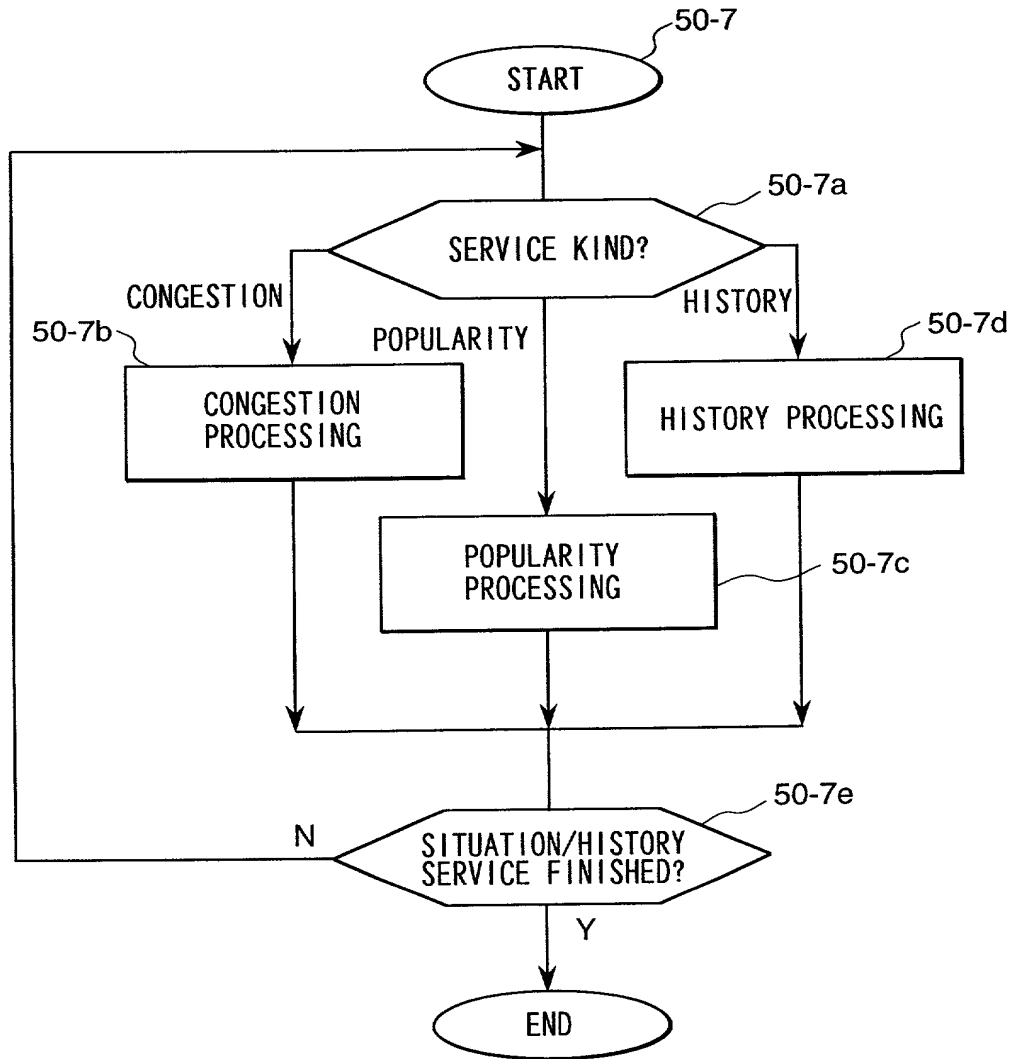 50-7
START
50-7a
SERVICE KIND?
CONGESTION
HISTORY
50-7b
POPULARITY
50-7d
CONGESTION
PROCESSING
HISTORY PROCESSING
POPULARITY
PROCESSING
50-7c
50-7e
N
SITUATION/HISTORY
SERVICE FINISHED?
Y
END